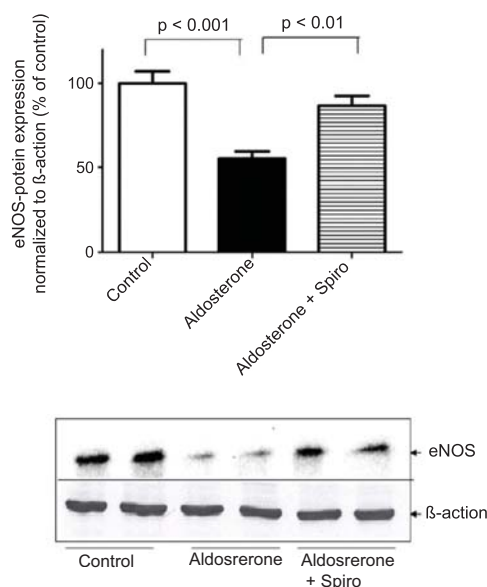 p < 0.001
p < 0.01
eNOS-potein expression
normalized to ß-action (% of control)
100
50
0
Control
Aldosterone
Aldosterone + Spiro
eNOS
ß-action
Control
Aldosrerone
Aldosrerone
+ Spiro